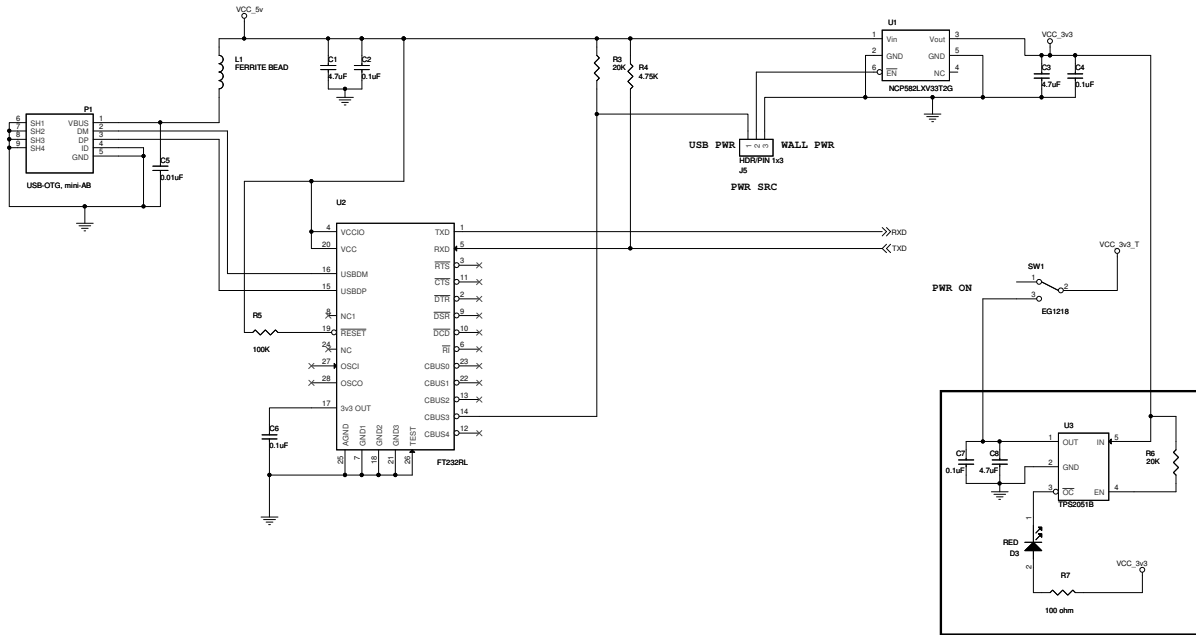 VCC_5v
L1
FERRITE BEAD
C1
4.7uF
C2
0.1uF
R3
20K
R4
4.75K
U1
1 Vin Vout 3
2 GND GND 5
6 EN NC 4
NCP582LXV33T2G
VCC_3v3
C3
4.7uF
C4
0.1uF
P1
6 SH1 VBUS 1
7 SH2 DM 2
8 SH3 DP 3
9 SH4 ID 4
GND 5
USB-OTG, mini-AB
C5
0.01uF
USB PWR 1 2 3 WALL PWR
HDR/PIN 1x3
J5
PWR SRC
U2
4 VCCIO TXD 1 RXD
20 VCC RXD 5 TXD
RTS 3
16 USBDM CTS 11
15 USBDP DTR 2
8 NC1 DSR 9
R5
100K
19 RESET DCD 10
24 NC RI 6
27 OSCI CBUS0 23
28 OSCO CBUS1 22
CBUS2 13
17 3v3 OUT CBUS3 14
CBUS4 12
AGND GND1 GND2 GND3 TEST
25 7 18 21 26
FT232RL
C6
0.1uF
VCC_3v3_T
SW1
1
2
3
EG1218
PWR ON
U3
1 OUT IN 5
2 GND
3 OC EN 4
TPS2051B
C7
0.1uF
C8
4.7uF
R6
20K
1
RED
D3
2
R7
100 ohm
VCC_3v3